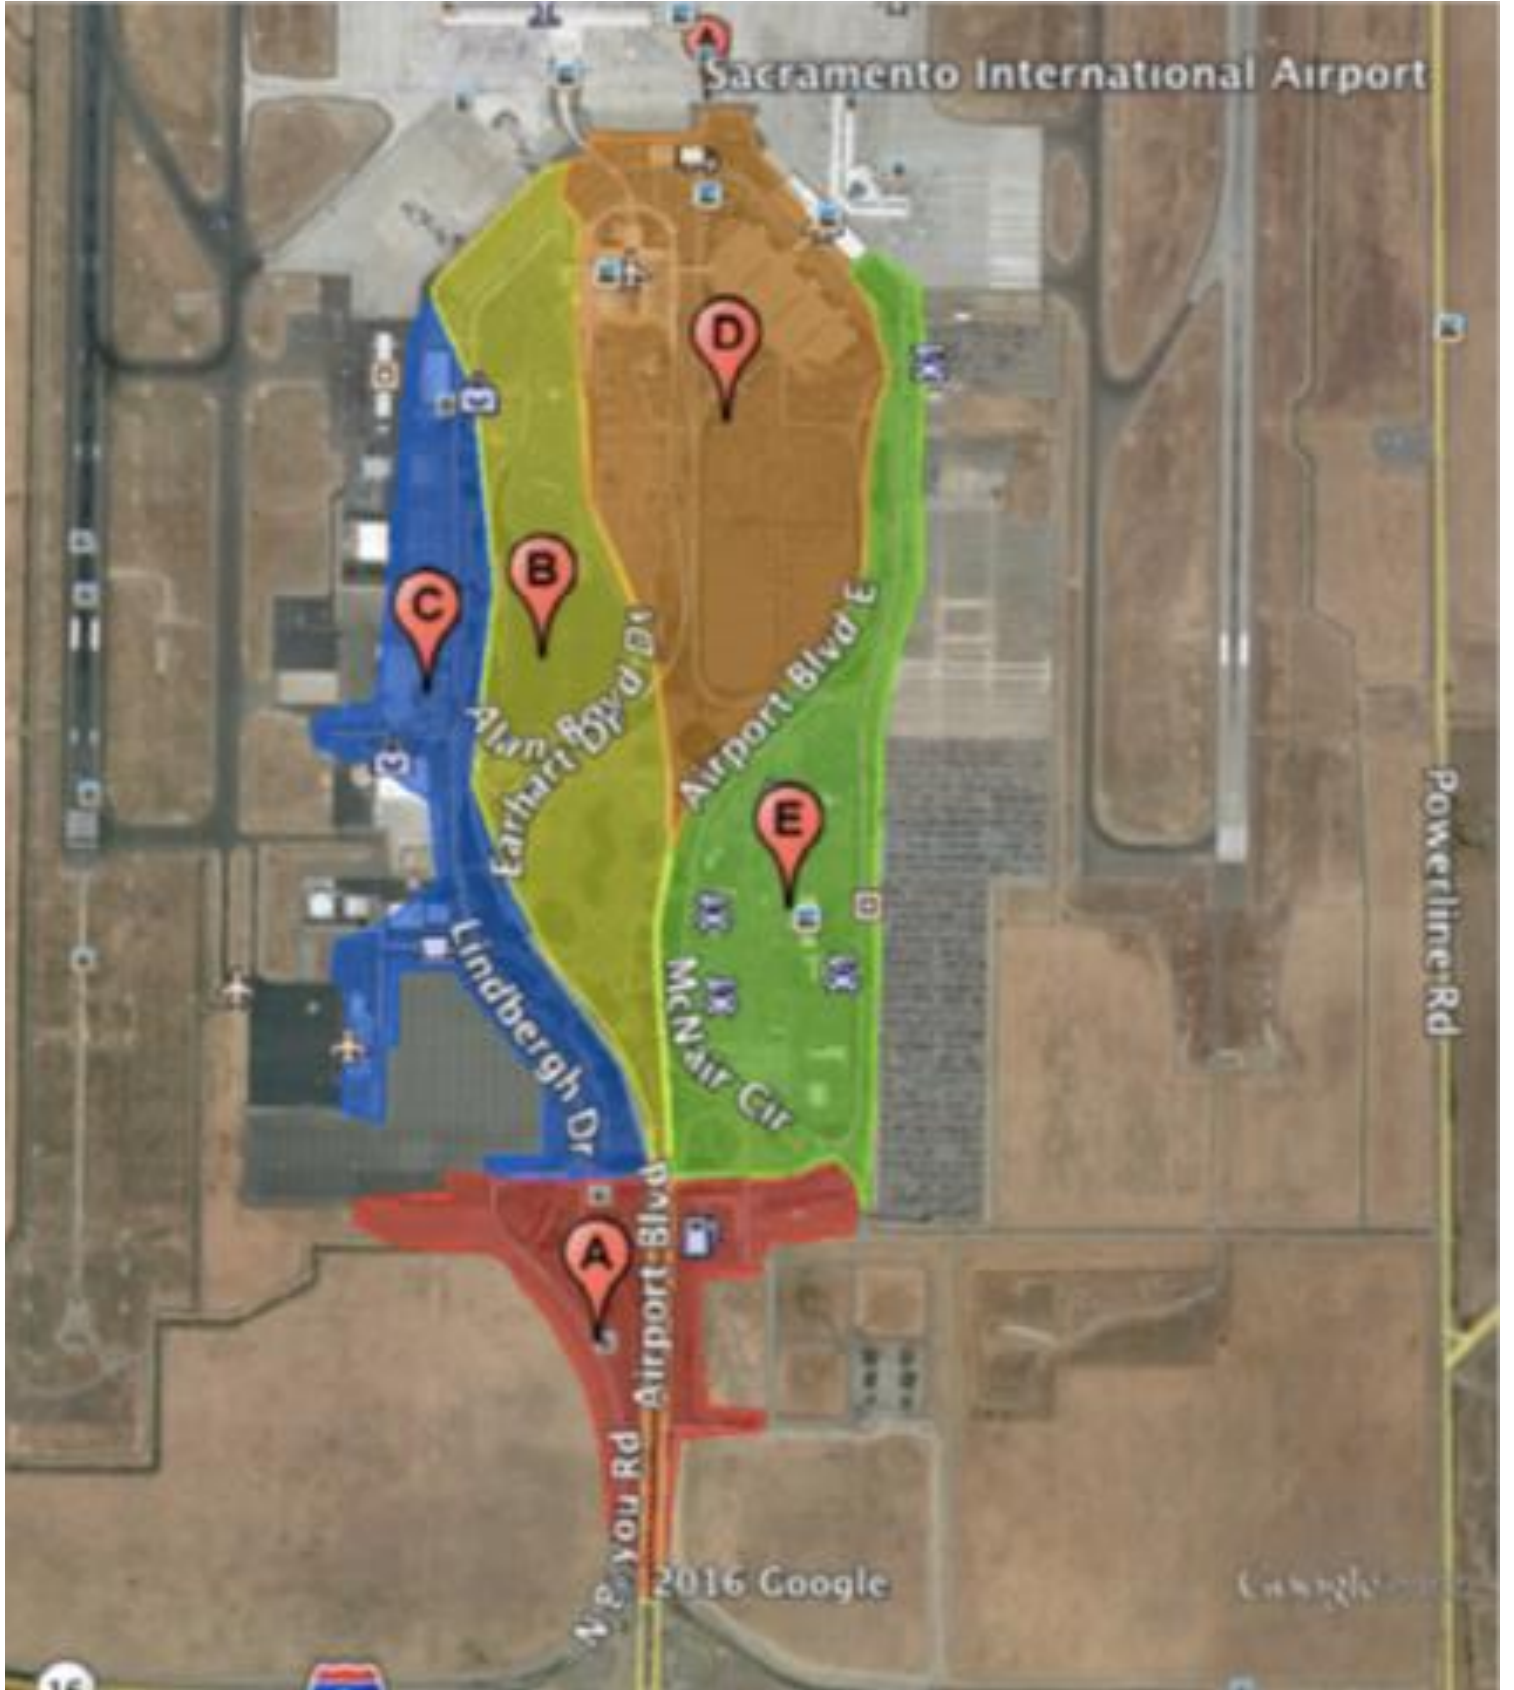 A
Sacramento International Airport
D
B
C
Alan Boyd Dr
Earhart Dr
Airport Blvd E
E
Powerline Rd
Lindbergh Dr
McNair Cir
A
Airport Blvd
2016 Google
Google